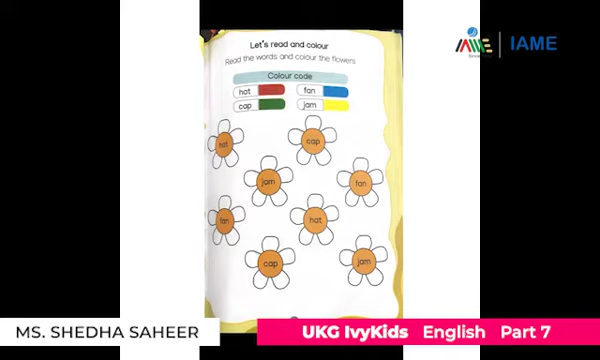 Let's read and colour
Read the words and colour the flowers
Colour code
hat fan
cap jam
hat cap
jam fan
fan hat
cap jam
IAME
IAME
MS. SHEDHA SAHEER
UKG IvyKids English Part 7